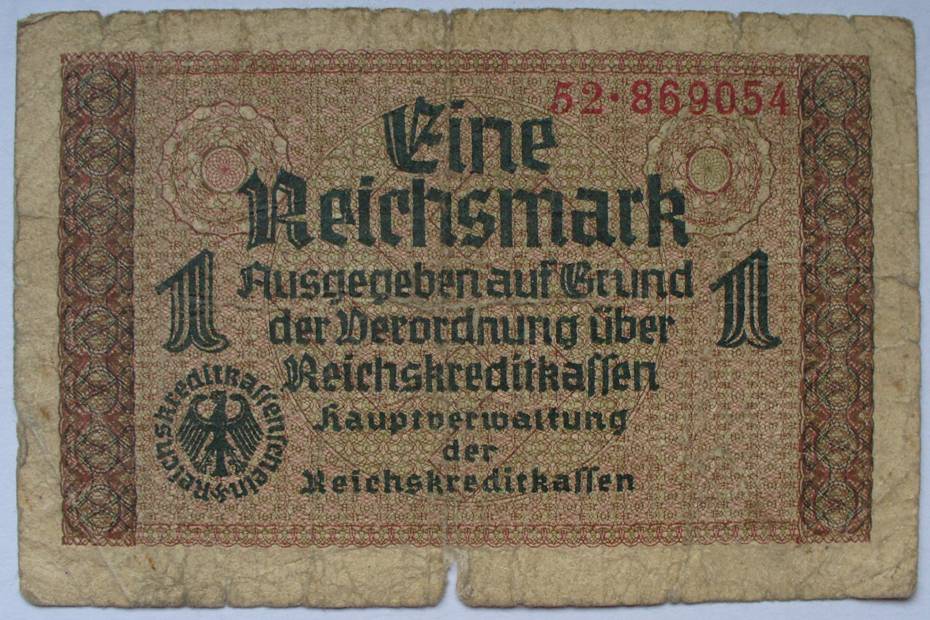 52·869054
Eine
Reichsmark
1 Ausgegeben auf Grund 1
der Verordnung über
Reichskreditkaſſen
Hauptverwaltung
der
Reichskreditkaſſen
Reichskreditkaſſenſchein